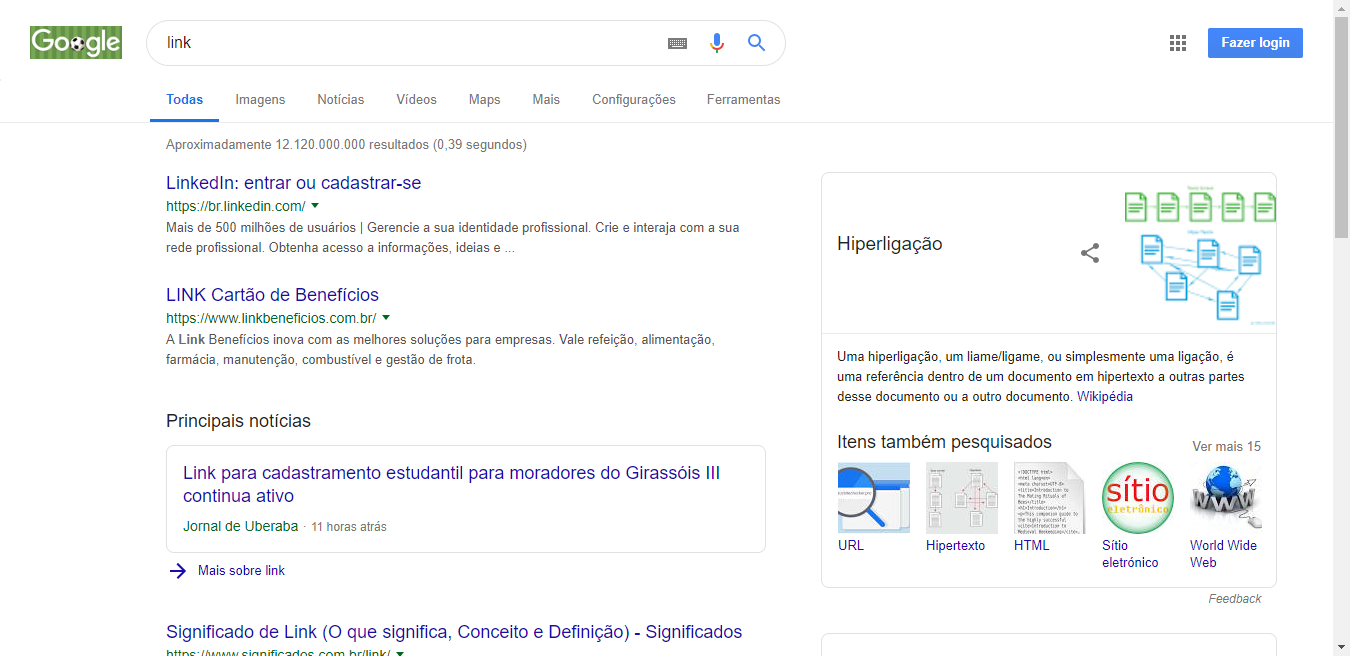 Google
link
Fazer login
Todas Imagens Notícias Vídeos Maps Mais Configurações Ferramentas
Aproximadamente 12.120.000.000 resultados (0,39 segundos)
LinkedIn: entrar ou cadastrar-se
https://br.linkedin.com/
Mais de 500 milhões de usuários | Gerencie a sua identidade profissional. Crie e interaja com a sua
rede profissional. Obtenha acesso a informações, ideias e ...
LINK Cartão de Benefícios
https://www.linkbeneficios.com.br/
A Link Benefícios inova com as melhores soluções para empresas. Vale refeição, alimentação,
farmácia, manutenção, combustível e gestão de frota.
Principais notícias
Link para cadastramento estudantil para moradores do Girassóis III
continua ativo
Jornal de Uberaba · 11 horas atrás
Mais sobre link
Significado de Link (O que significa, Conceito e Definição) - Significados
https://www.significados.com.br/link/
Hiperligação
Uma hiperligação, um liame/ligame, ou simplesmente uma ligação, é
uma referência dentro de um documento em hipertexto a outras partes
desse documento ou a outro documento. Wikipédia
Itens também pesquisados
Ver mais 15
sítio
eletrônico
WWW
URL
Hipertexto
HTML
Sítio
eletrónico
World Wide
Web
Feedback